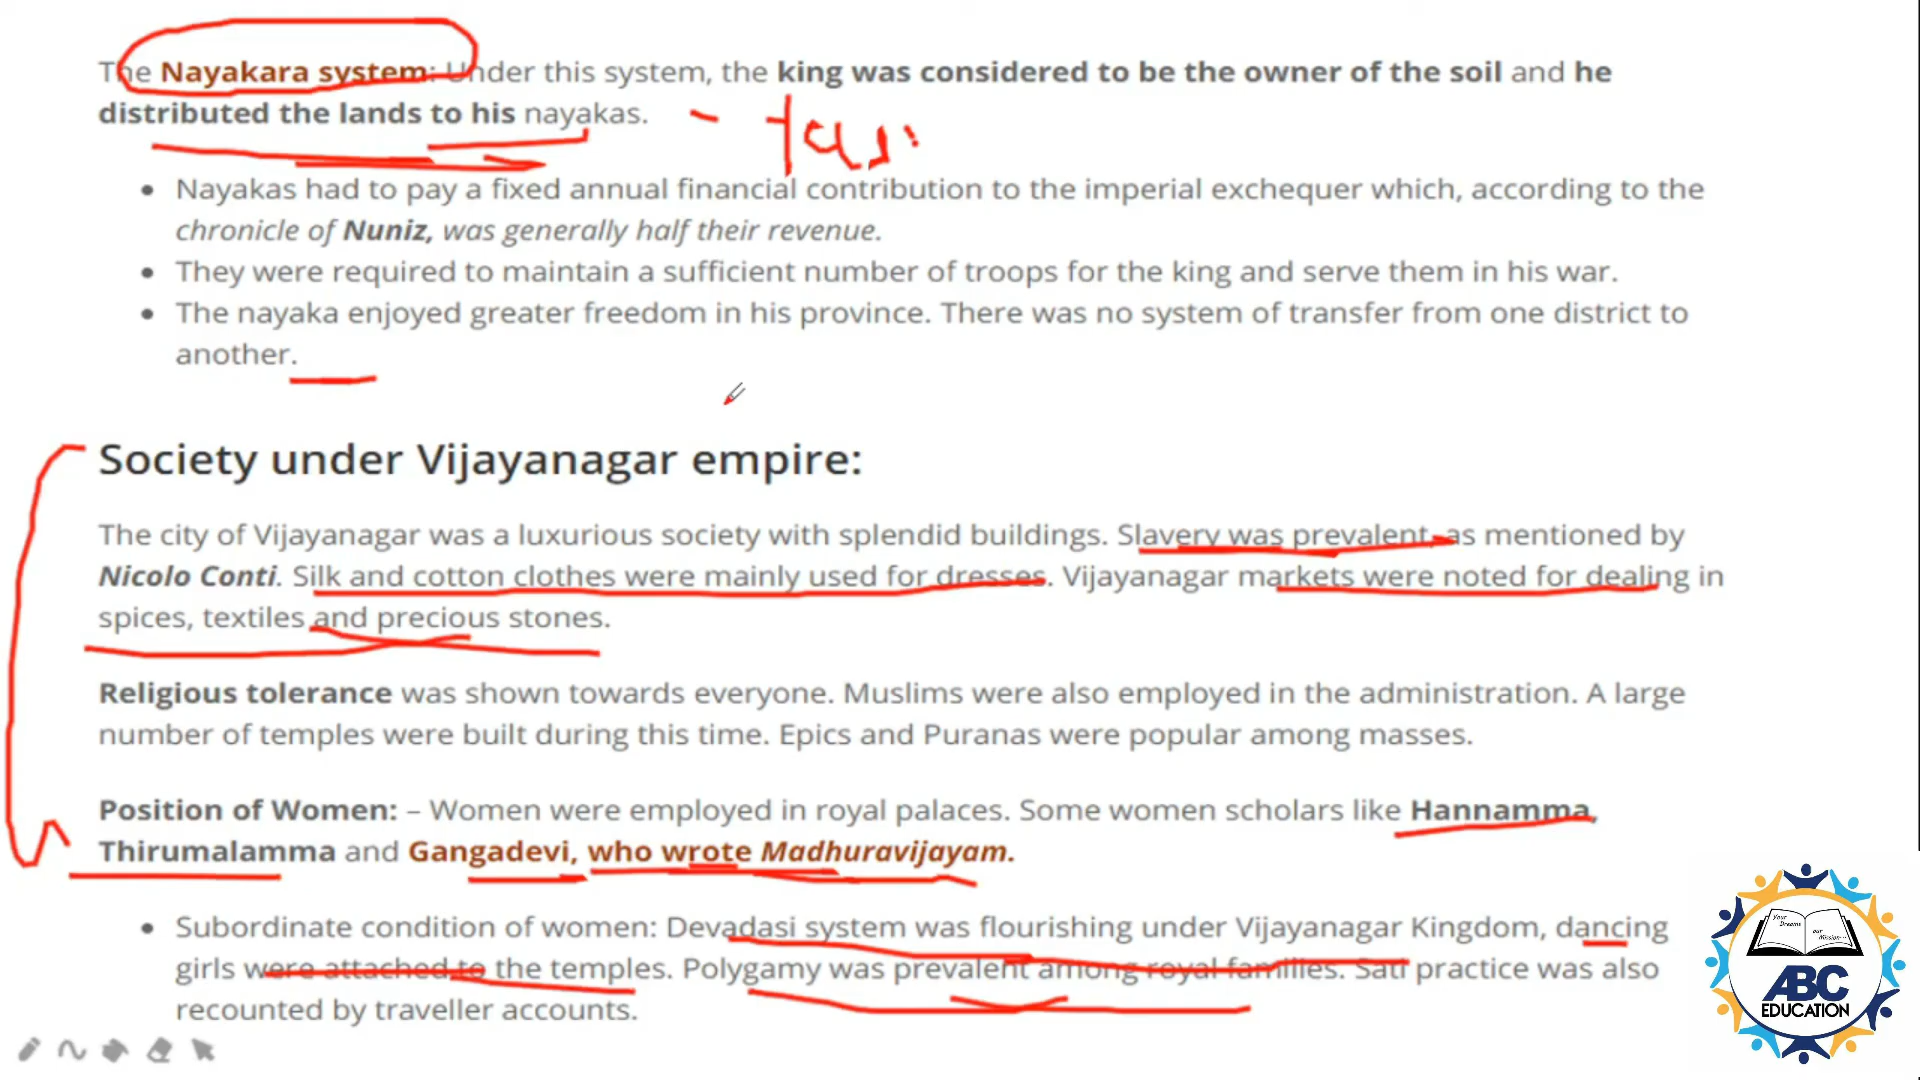 The Nayakara system: Under this system, the king was considered to be the owner of the soil and he
distributed the lands to his nayakas.
• Nayakas had to pay a fixed annual financial contribution to the imperial exchequer which, according to the
chronicle of Nuniz, was generally half their revenue.
• They were required to maintain a sufficient number of troops for the king and serve them in his war.
• The nayaka enjoyed greater freedom in his province. There was no system of transfer from one district to
another.
Society under Vijayanagar empire:
The city of Vijayanagar was a luxurious society with splendid buildings. Slavery was prevalent, as mentioned by
Nicolo Conti. Silk and cotton clothes were mainly used for dresses. Vijayanagar markets were noted for dealing in
spices, textiles and precious stones.
Religious tolerance was shown towards everyone. Muslims were also employed in the administration. A large
number of temples were built during this time. Epics and Puranas were popular among masses.
Position of Women: – Women were employed in royal palaces. Some women scholars like Hannamma,
Thirumalamma and Gangadevi, who wrote Madhuravijayam.
• Subordinate condition of women: Devadasi system was flourishing under Vijayanagar Kingdom, dancing
girls were attached to the temples. Polygamy was prevalent among royal families. Sati practice was also
recounted by traveller accounts.
Your Dreams our Mission...
ABC
EDUCATION